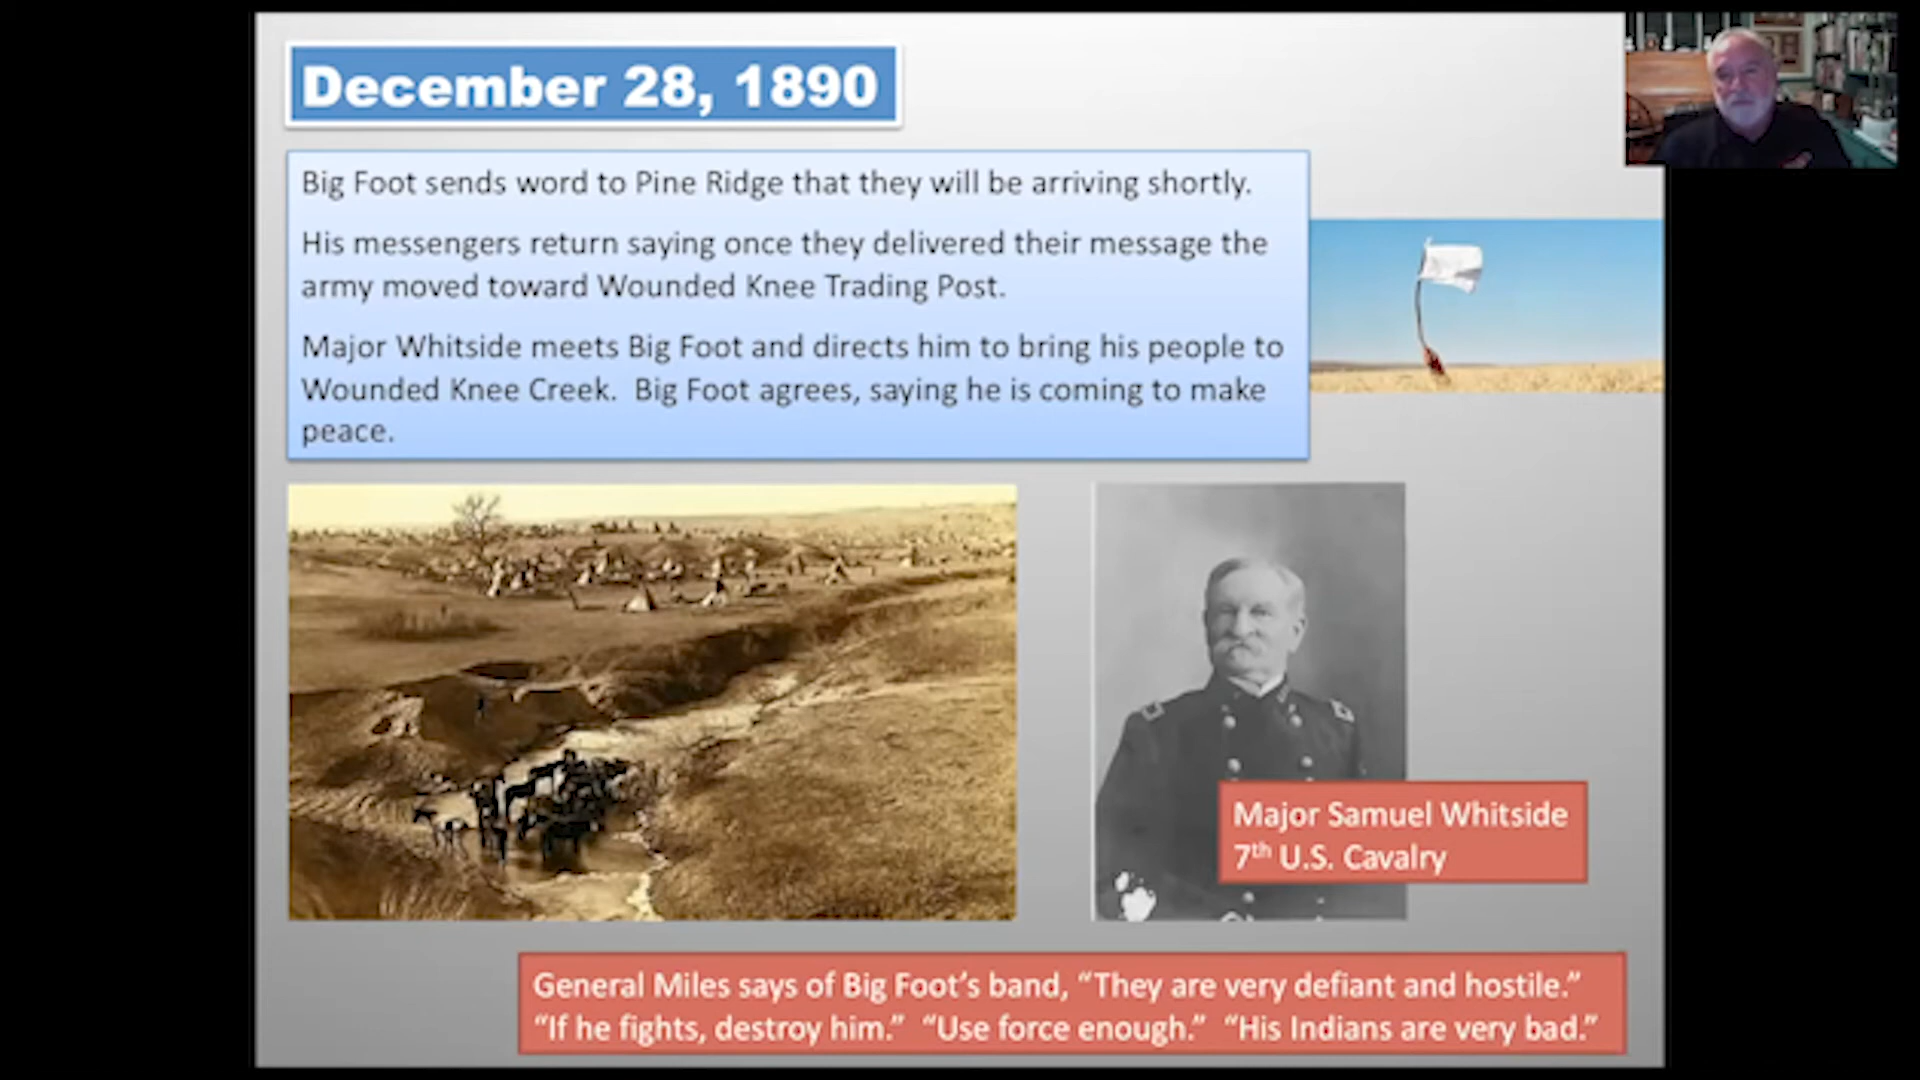 December 28, 1890
Big Foot sends word to Pine Ridge that they will be arriving shortly.
His messengers return saying once they delivered their message the
army moved toward Wounded Knee Trading Post.
Major Whitside meets Big Foot and directs him to bring his people to
Wounded Knee Creek.  Big Foot agrees, saying he is coming to make
peace.
Major Samuel Whitside
7th U.S. Cavalry
General Miles says of Big Foot’s band, “They are very defiant and hostile.”
“If he fights, destroy him.”  “Use force enough.”  “His Indians are very bad.”